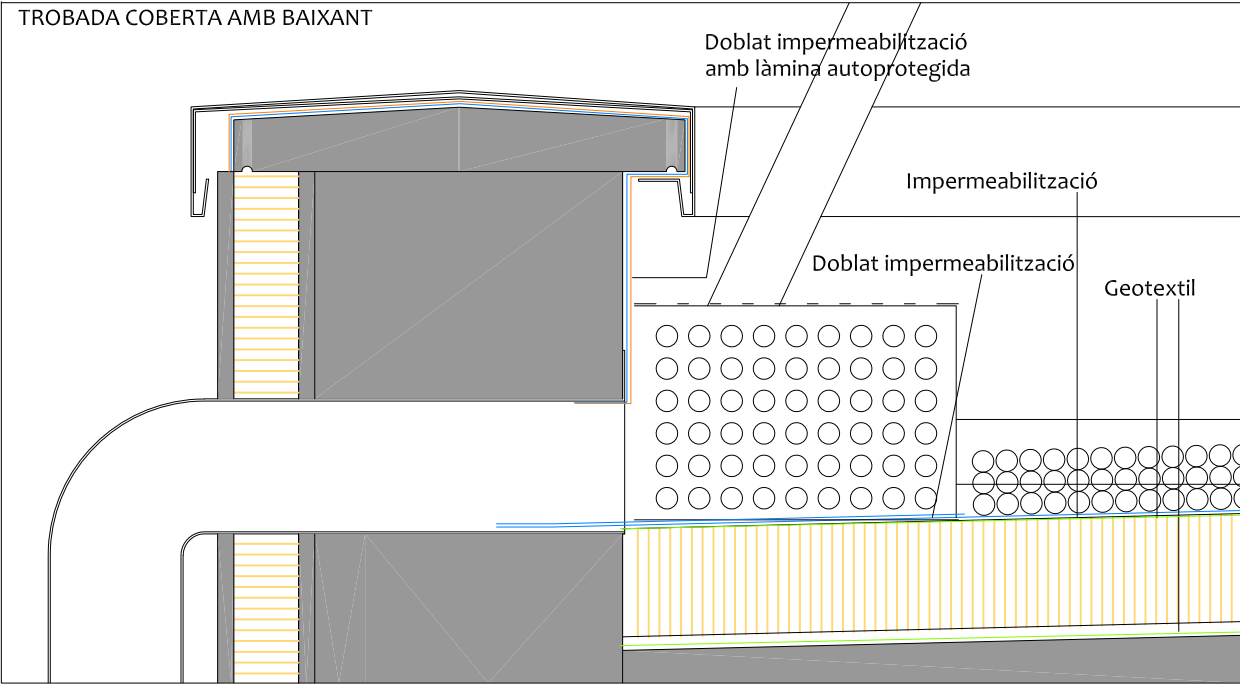 TROBADA COBERTA AMB BAIXANT
Doblat impermeabilització
amb làmina autoprotegida
Impermeabilització
Doblat impermeabilització
Geotextil